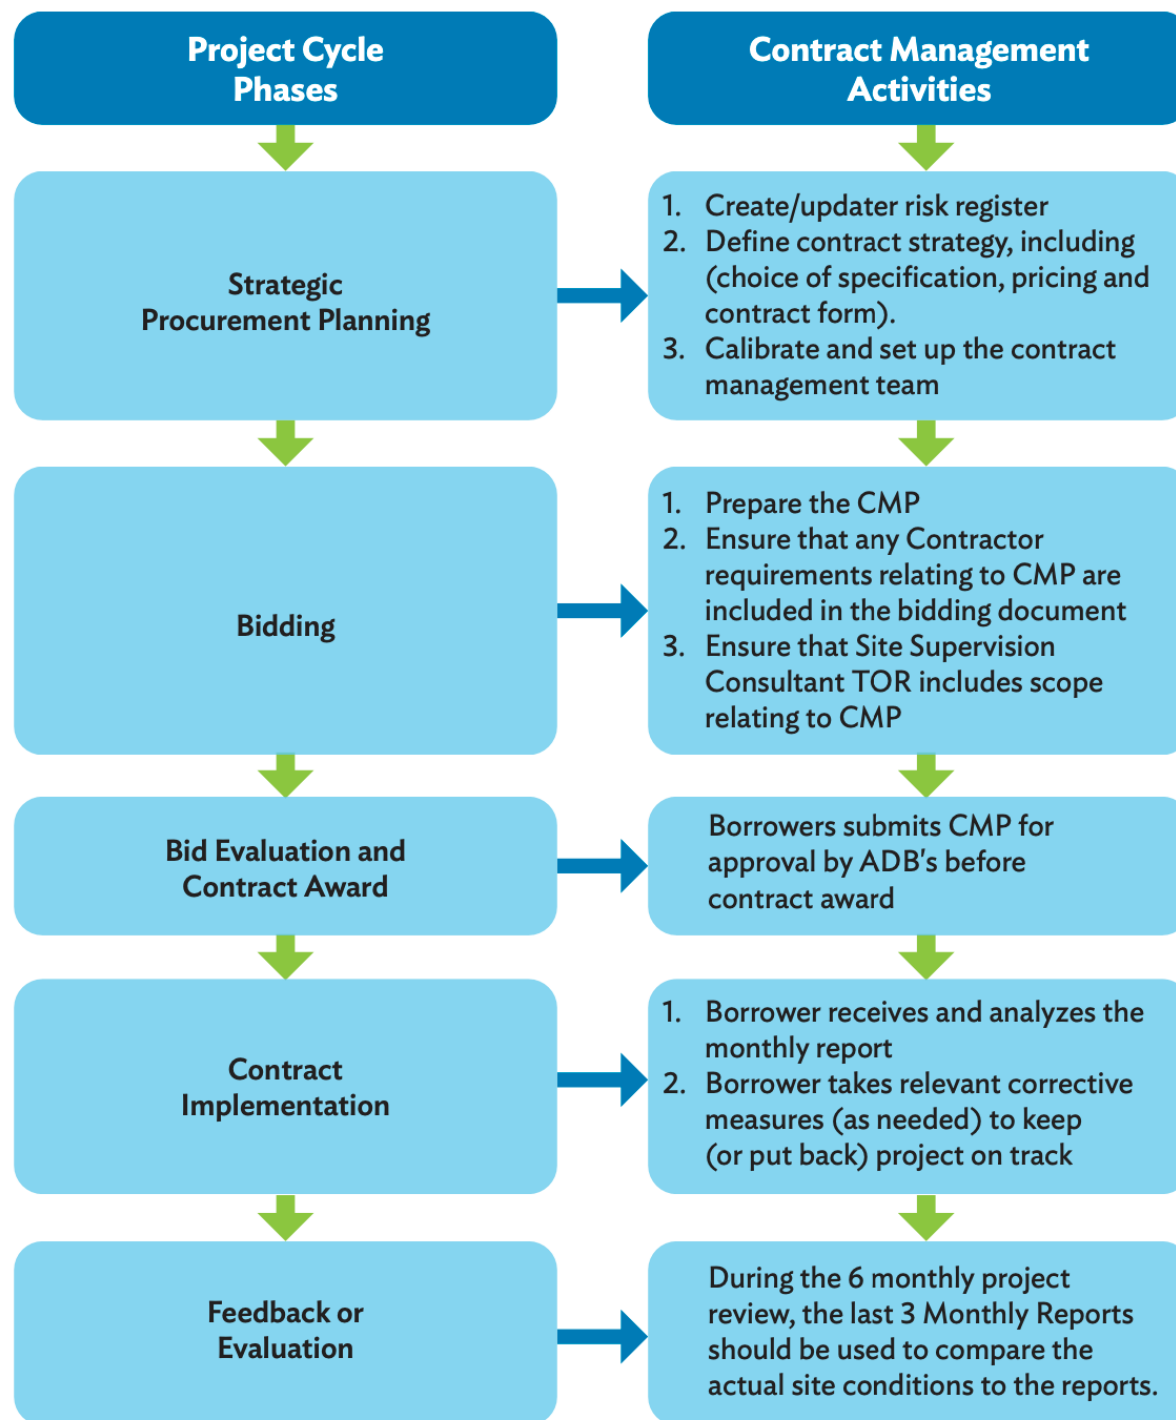 Project Cycle
Phases
Contract Management
Activities
Strategic
Procurement Planning
1. Create/updater risk register
2. Define contract strategy, including
(choice of specification, pricing and
contract form).
3. Calibrate and set up the contract
management team
Bidding
1. Prepare the CMP
2. Ensure that any Contractor
requirements relating to CMP are
included in the bidding document
3. Ensure that Site Supervision
Consultant TOR includes scope
relating to CMP
Bid Evaluation and
Contract Award
Borrowers submits CMP for
approval by ADB's before
contract award
Contract
Implementation
1. Borrower receives and analyzes the
monthly report
2. Borrower takes relevant corrective
measures (as needed) to keep
(or put back) project on track
Feedback or
Evaluation
During the 6 monthly project
review, the last 3 Monthly Reports
should be used to compare the
actual site conditions to the reports.